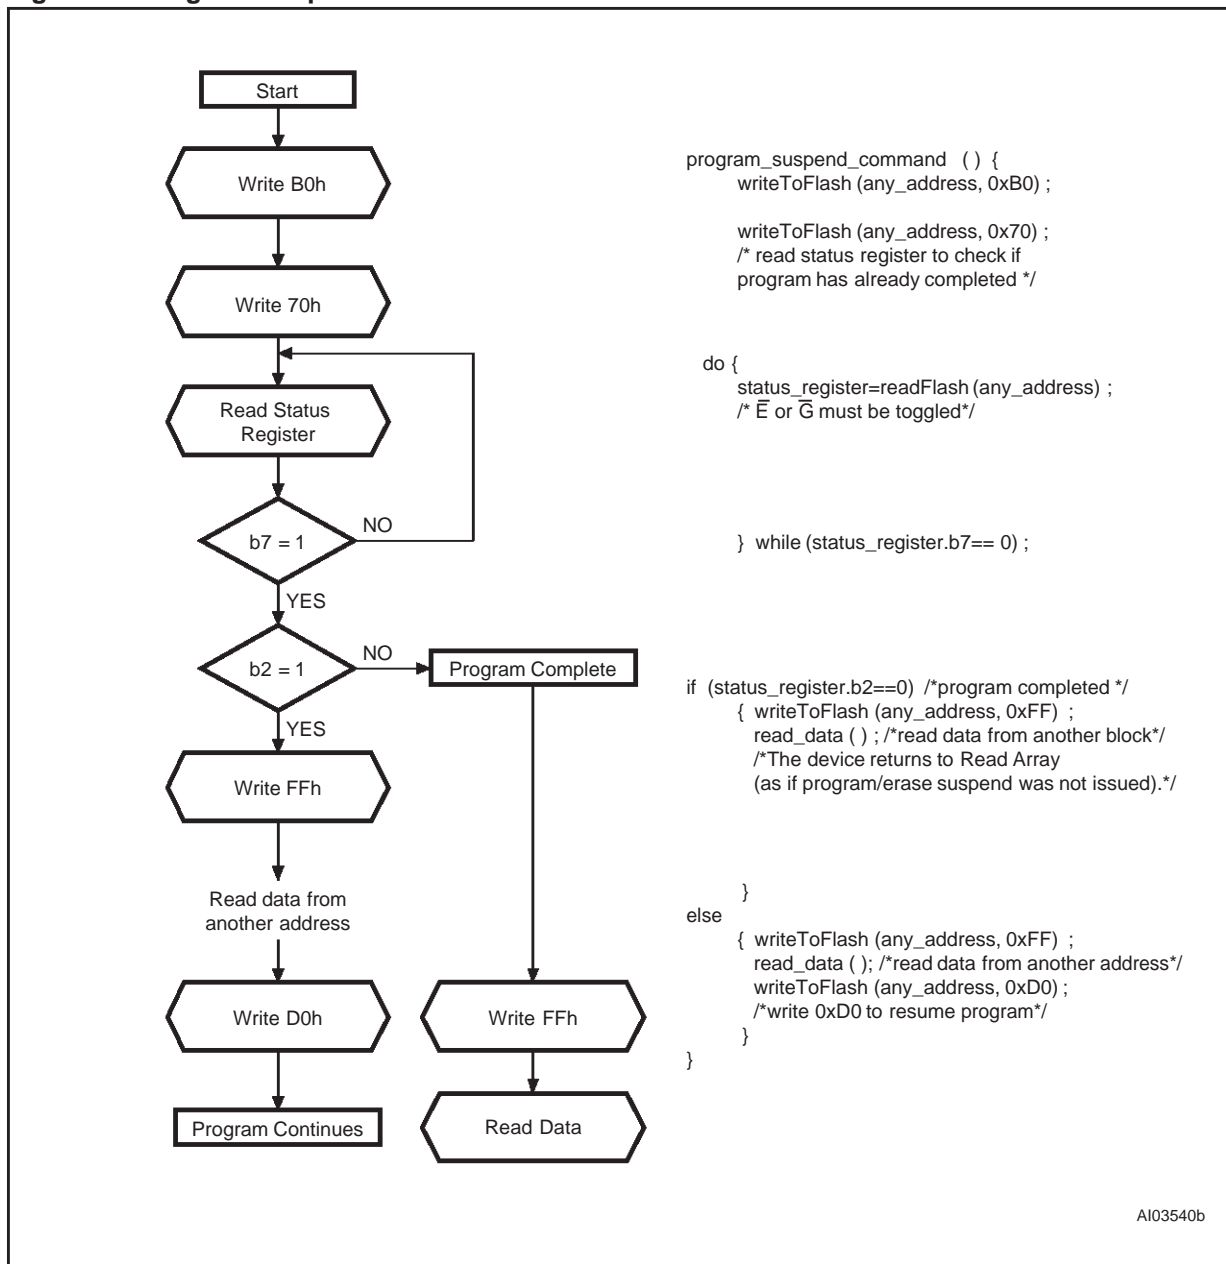 Start
Write B0h
Write 70h
Read Status
Register
b7 = 1
NO
YES
b2 = 1
NO
Program Complete
YES
Write FFh
Read data from
another address
Write D0h
Write FFh
Program Continues
Read Data
program_suspend_command ( ) {
writeToFlash (any_address, 0xB0) ;
writeToFlash (any_address, 0x70) ;
/* read status register to check if
program has already completed */
do {
status_register=readFlash (any_address) ;
/* E̅ or G̅ must be toggled*/
} while (status_register.b7== 0) ;
if (status_register.b2==0) /*program completed */
{ writeToFlash (any_address, 0xFF) ;
read_data ( ) ; /*read data from another block*/
/*The device returns to Read Array
(as if program/erase suspend was not issued).*/
}
else
{ writeToFlash (any_address, 0xFF) ;
read_data ( ); /*read data from another address*/
writeToFlash (any_address, 0xD0) ;
/*write 0xD0 to resume program*/
}
}
AI03540b